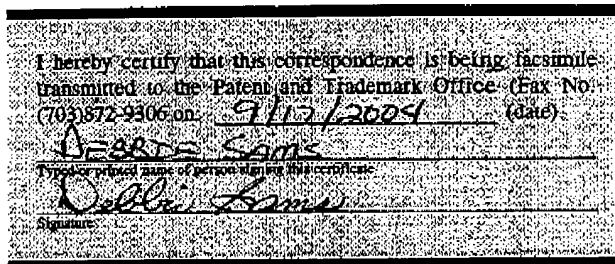 I hereby certify that this correspondence is being facsimile
transmitted to the Patent and Trademark Office (Fax No.
(703)872-9306 on 9/17/2004 (date)
DEBBIE SAMS
Typed or printed name of person signing this certificate
Debbie Sams
Signature